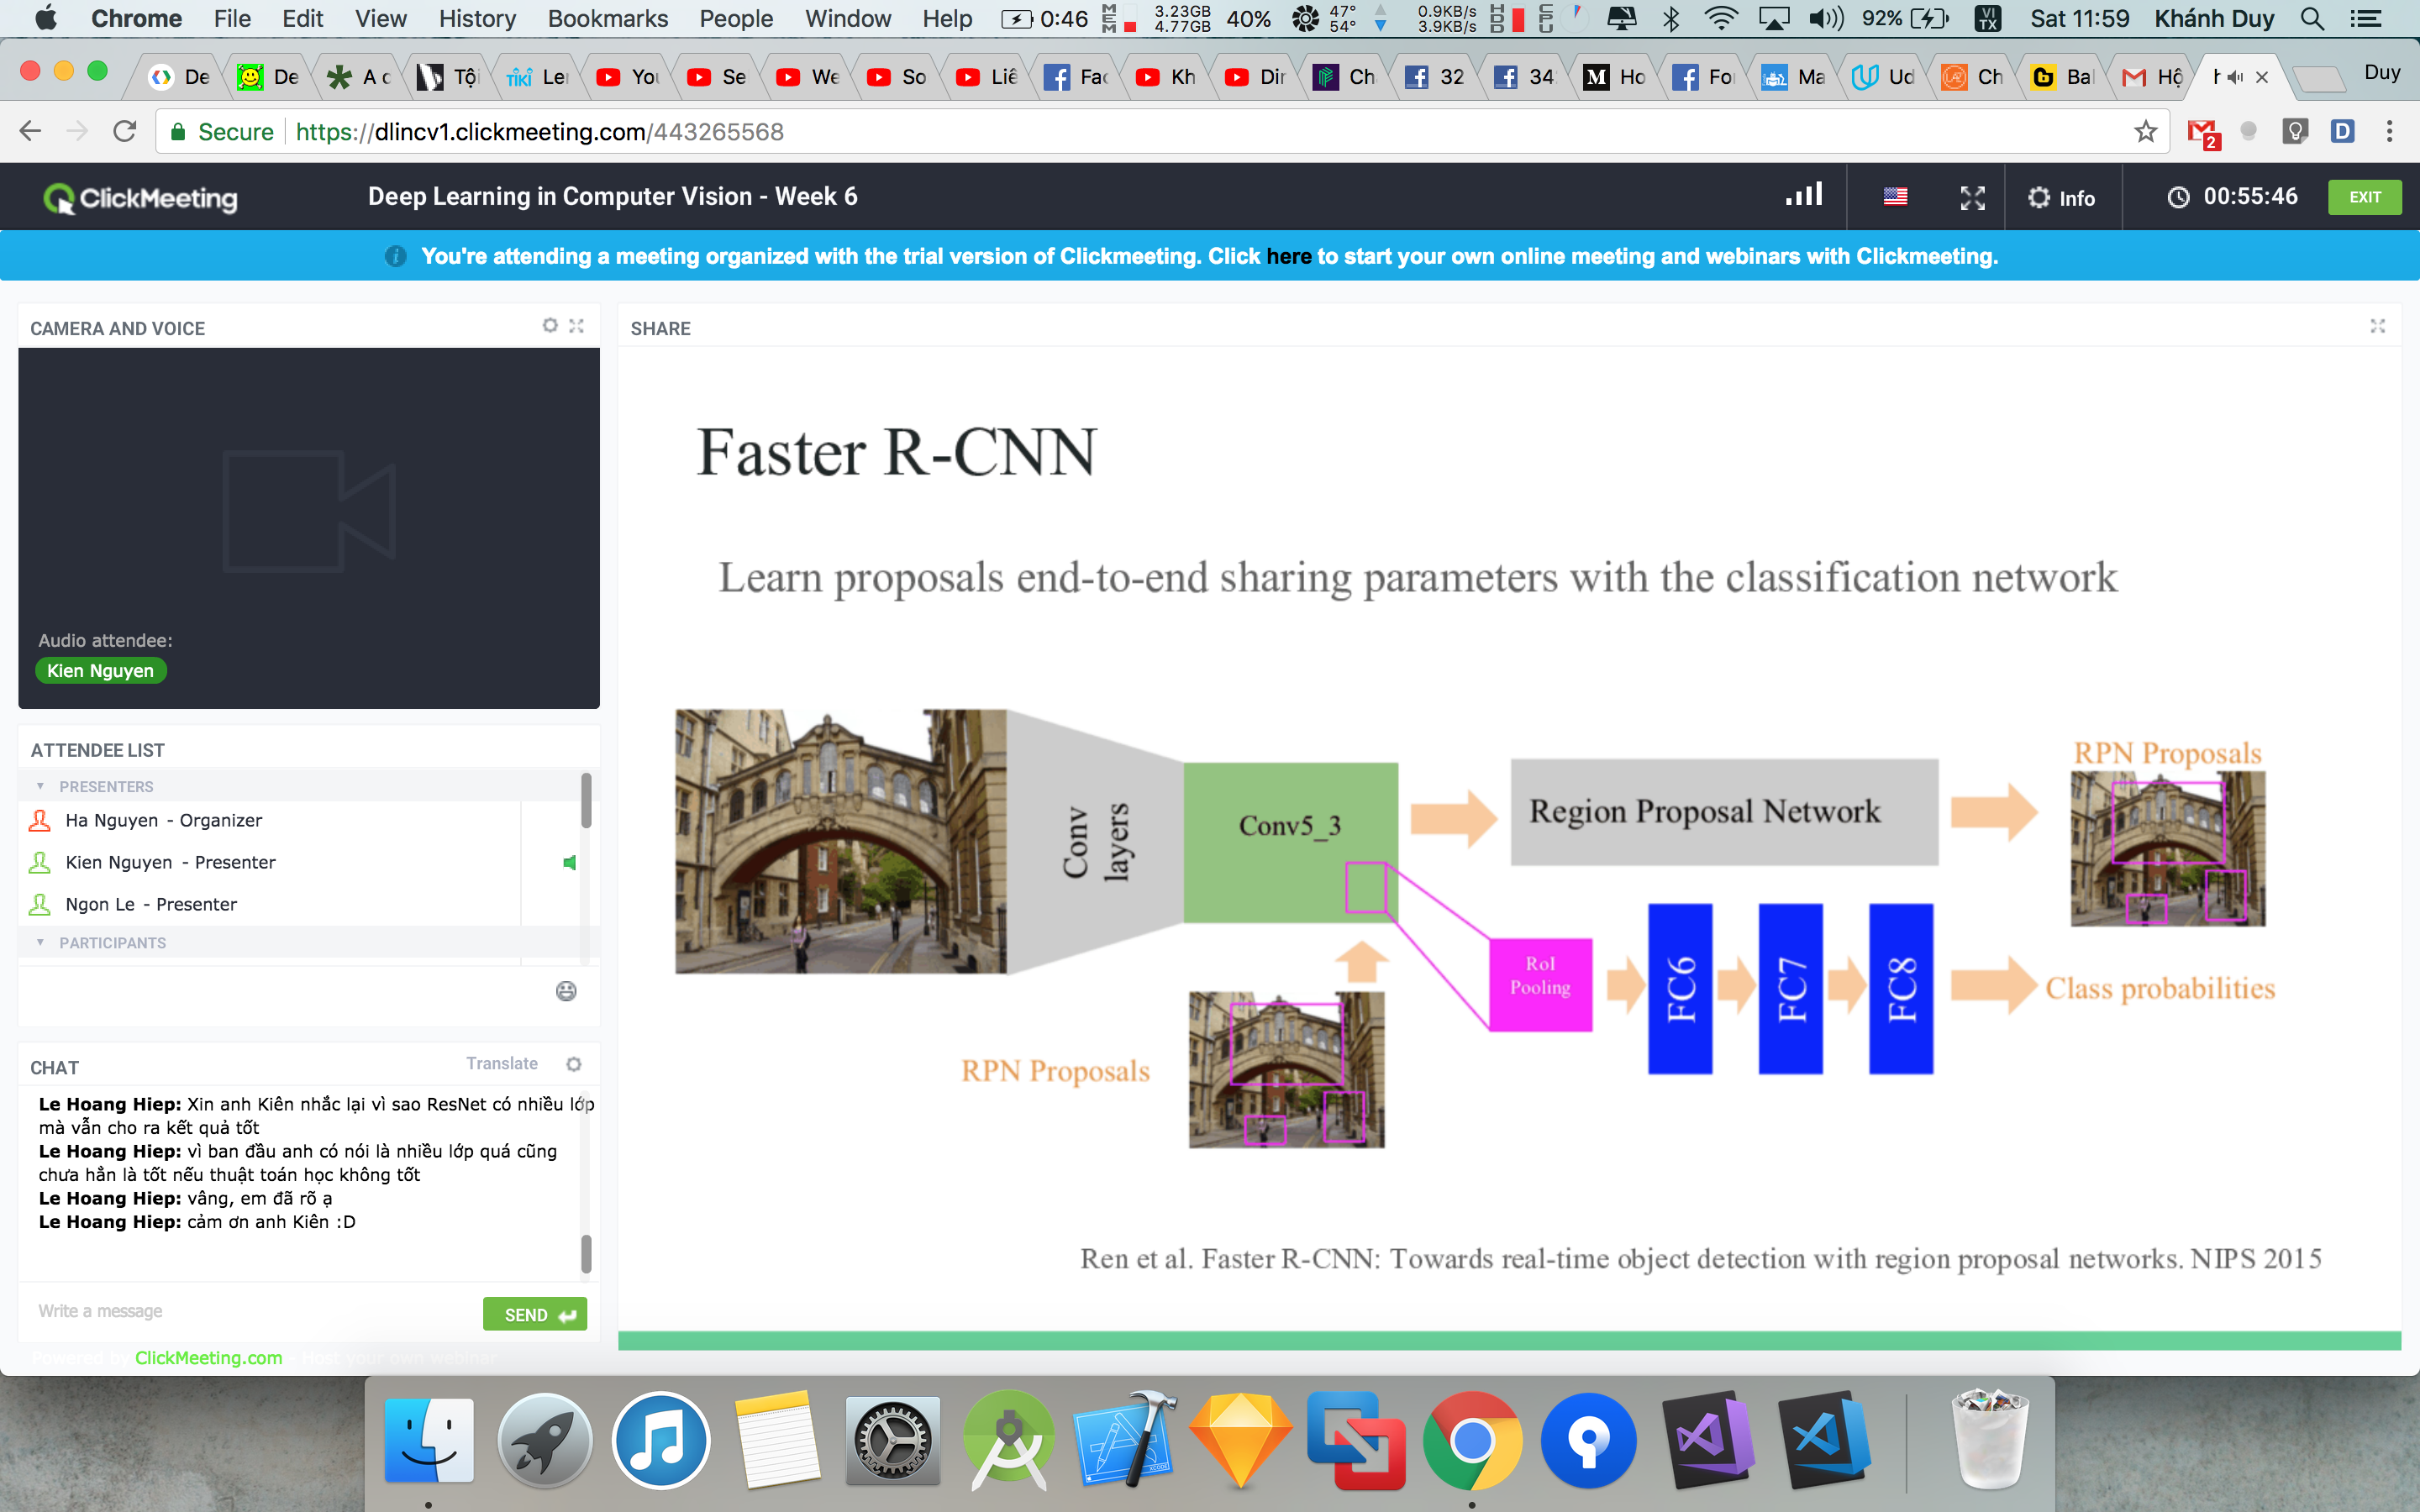 Chrome File Edit View History Bookmarks People Window Help 0:46 MEM 3.23GB 4.77GB 40% 47° 54° 0.9KB/s 3.9KB/s HDD CPU 92% VI TX Sat 11:59 Khánh Duy
De De A c Tội TIKI Ler You Se We So Liê Fac Kh Dir Ch 32 34 Ho Fo Ma Ud Ch Bal Hộ h Duy
Secure https://dlincv1.clickmeeting.com/443265568 2 D
ClickMeeting Deep Learning in Computer Vision - Week 6 Info 00:55:46 EXIT
You're attending a meeting organized with the trial version of Clickmeeting. Click here to start your own online meeting and webinars with Clickmeeting.
CAMERA AND VOICE
Audio attendee:
Kien Nguyen
ATTENDEE LIST
PRESENTERS
Ha Nguyen - Organizer
Kien Nguyen - Presenter
Ngon Le - Presenter
PARTICIPANTS
CHAT Translate
Le Hoang Hiep: Xin anh Kiên nhắc lại vì sao ResNet có nhiều lớp
mà vẫn cho ra kết quả tốt
Le Hoang Hiep: vì ban đầu anh có nói là nhiều lớp quá cũng
chưa hẳn là tốt nếu thuật toán học không tốt
Le Hoang Hiep: vâng, em đã rõ ạ
Le Hoang Hiep: cảm ơn anh Kiên :D
Write a message SEND
Powered by ClickMeeting.com
SHARE
Faster R-CNN
Learn proposals end-to-end sharing parameters with the classification network
Conv
layers
Conv5_3
Region Proposal Network
RPN Proposals
RoI
Pooling
FC6
FC7
FC8
Class probabilities
RPN Proposals
Ren et al. Faster R-CNN: Towards real-time object detection with region proposal networks. NIPS 2015